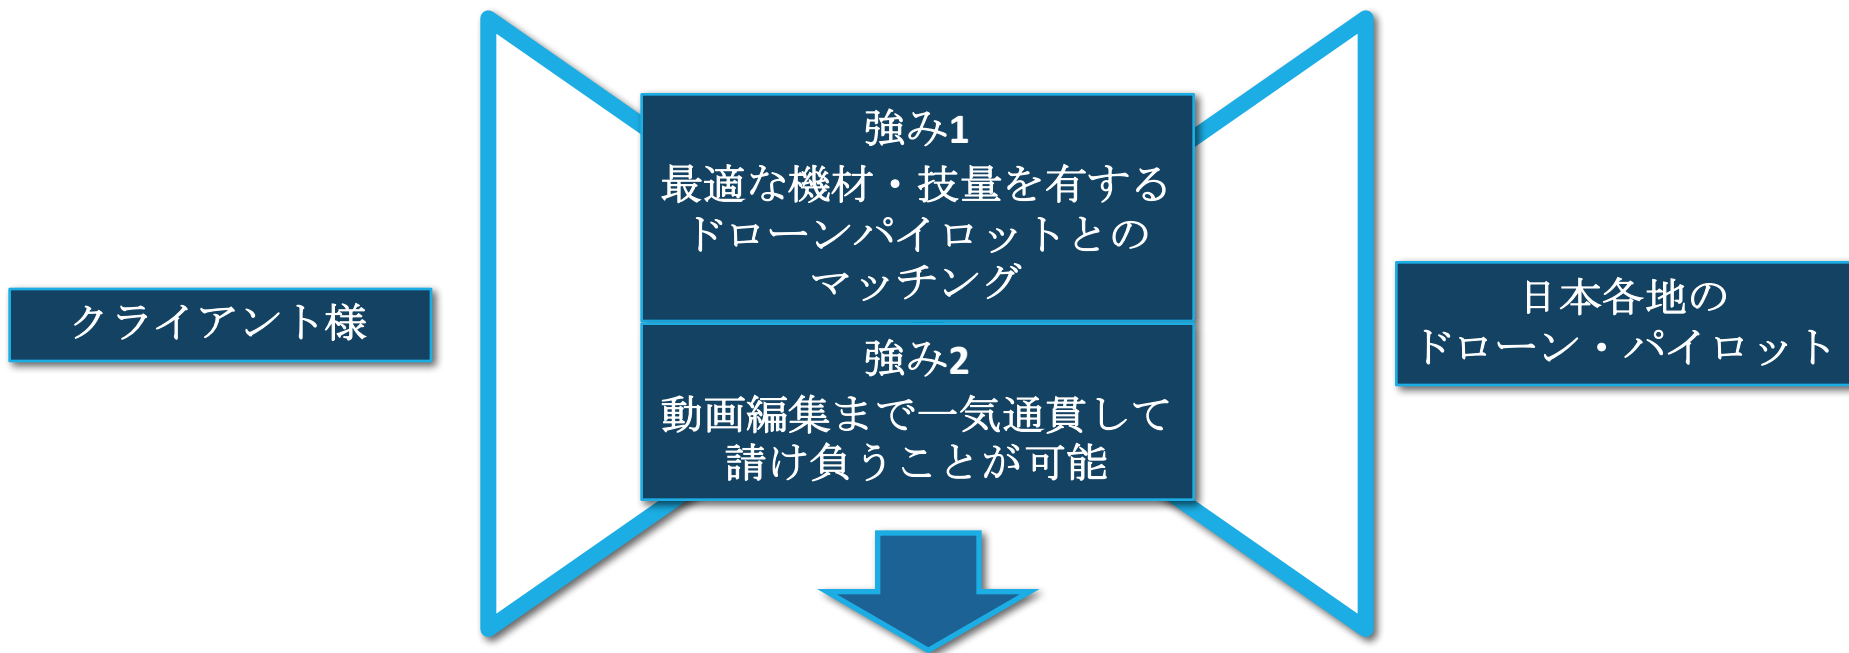 クライアント様
強み1
最適な機材・技量を有する
ドローンパイロットとの
マッチング
強み2
動画編集まで一気通貫して
請け負うことが可能
日本各地の
ドローン・パイロット